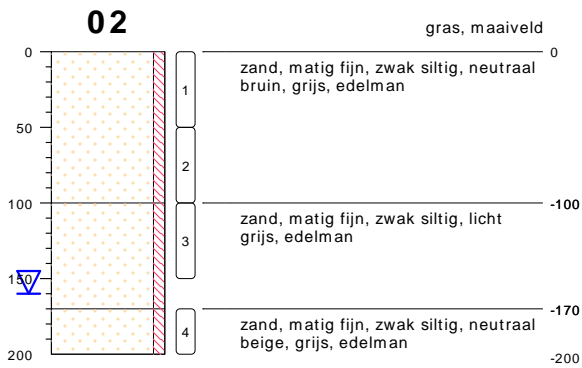 02
gras, maaiveld
0
0
zand, matig fijn, zwak siltig, neutraal
bruin, grijs, edelman
1
50
2
100
-100
zand, matig fijn, zwak siltig, licht
grijs, edelman
3
150
-170
zand, matig fijn, zwak siltig, neutraal
beige, grijs, edelman
4
200
-200